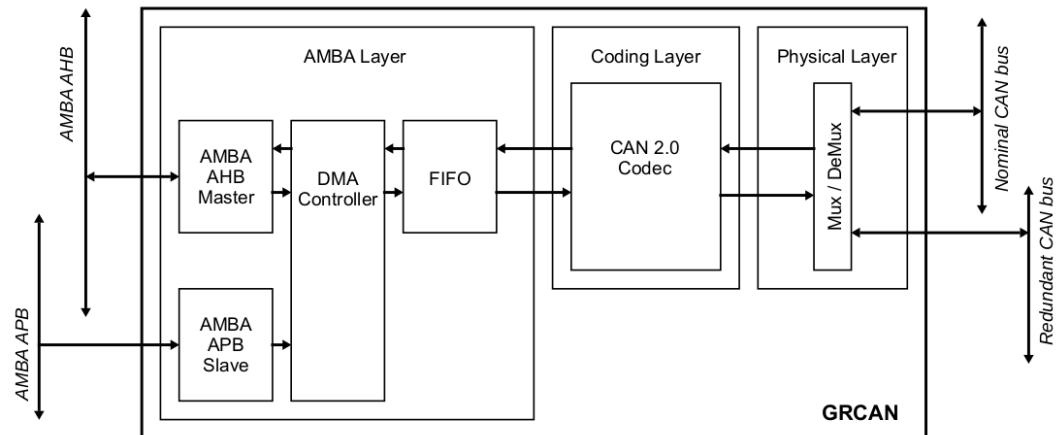 AMBA AHB
AMBA APB
AMBA Layer
AMBA
AHB
Master
DMA
Controller
FIFO
AMBA
APB
Slave
Coding Layer
CAN 2.0
Codec
Physical Layer
Mux / DeMux
Nominal CAN bus
Redundant CAN bus
GRCAN